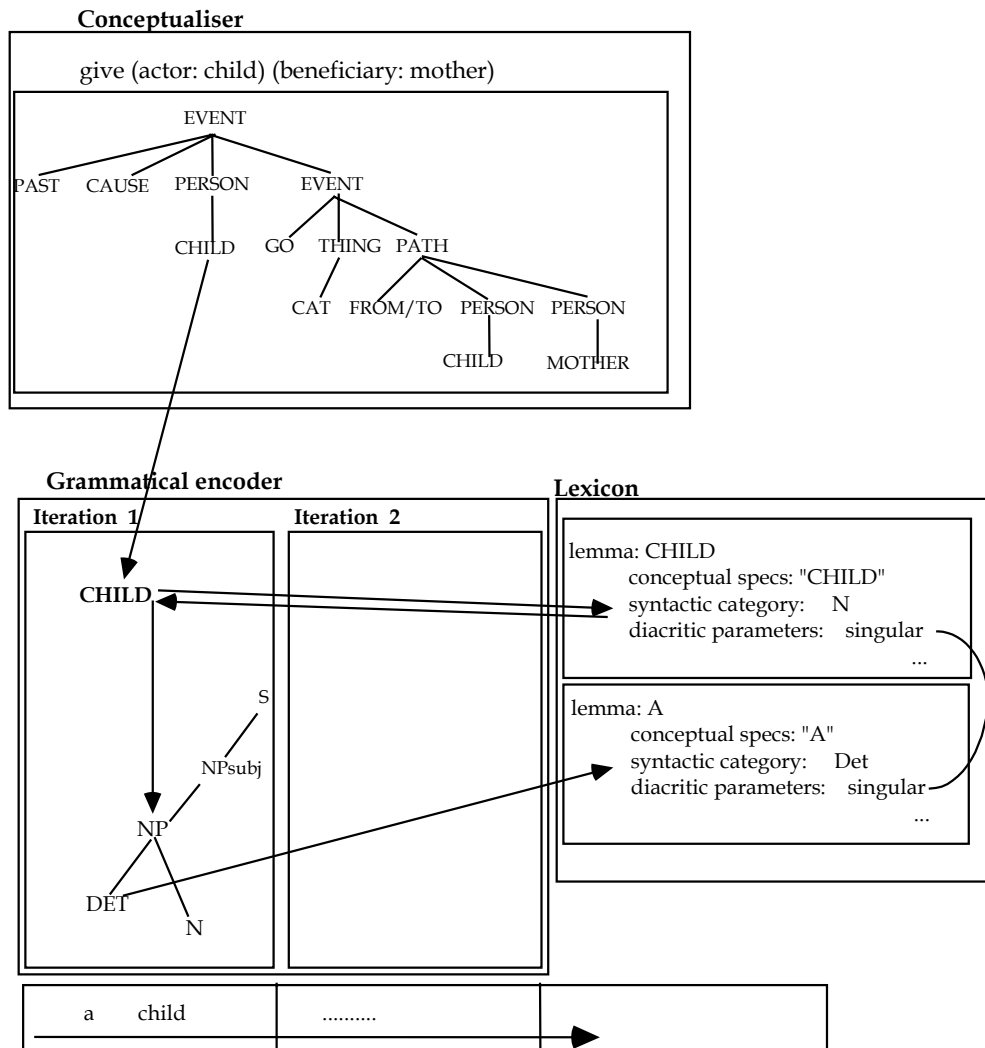 Conceptualiser
give (actor: child) (beneficiary: mother)
EVENT
PAST CAUSE PERSON EVENT
CHILD GO THING PATH
CAT FROM/TO PERSON PERSON
CHILD MOTHER
Grammatical encoder
Iteration 1 Iteration 2
CHILD
S
NPsubj
NP
DET
N
Lexicon
lemma: CHILD
conceptual specs: "CHILD"
syntactic category: N
diacritic parameters: singular
...
lemma: A
conceptual specs: "A"
syntactic category: Det
diacritic parameters: singular
...
a child ..........